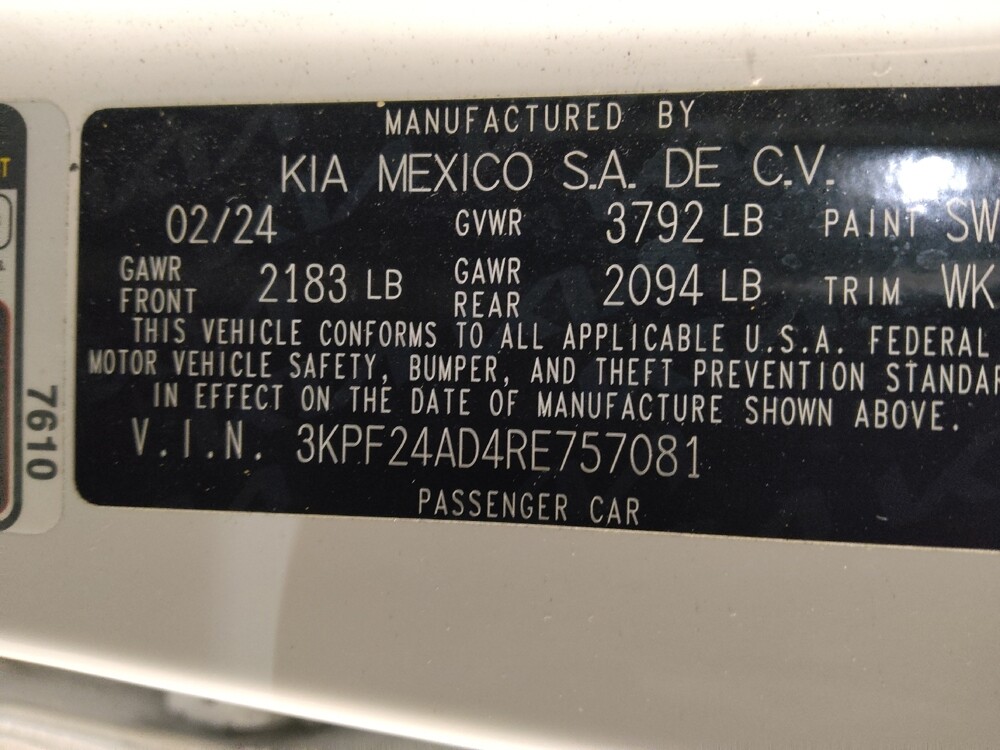 MANUFACTURED BY
KIA MEXICO S.A. DE C.V.
02/24 GVWR 3792 LB PAINT SW
GAWR FRONT 2183 LB GAWR REAR 2094 LB TRIM WK
THIS VEHICLE CONFORMS TO ALL APPLICABLE U.S.A. FEDERAL
MOTOR VEHICLE SAFETY, BUMPER, AND THEFT PREVENTION STANDAR
IN EFFECT ON THE DATE OF MANUFACTURE SHOWN ABOVE.
V.I.N. 3KPF24AD4RE757081
PASSENGER CAR
7610